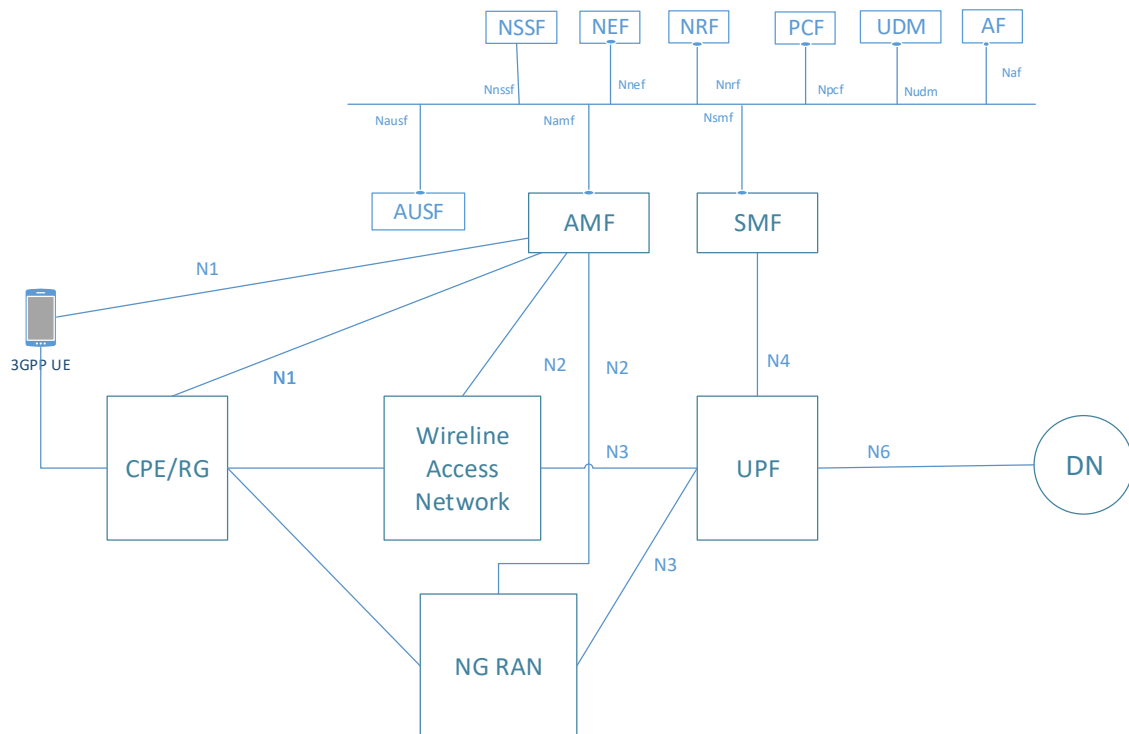 NSSF
NEF
NRF
PCF
UDM
AF
Naf
Nnssf
Nnef
Nnrf
Npcf
Nudm
Nausf
Namf
Nsmf
AUSF
AMF
SMF
N1
3GPP UE
N1
N2
N2
N4
CPE/RG
Wireline
Access
Network
N3
UPF
N6
DN
N3
NG RAN